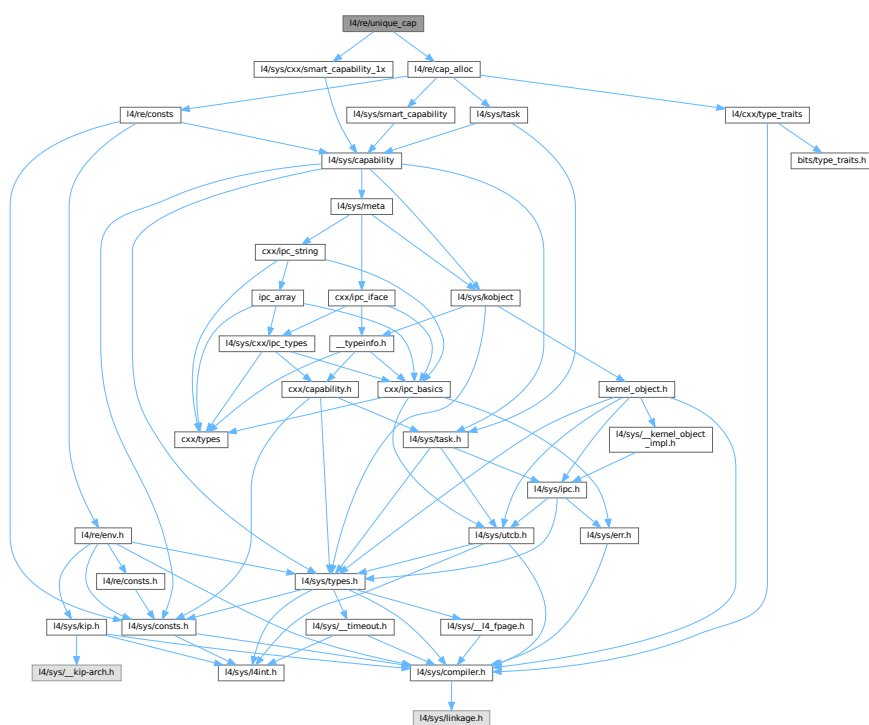 l4/re/unique_cap
l4/sys/cxx/smart_capability_1x
l4/re/cap_alloc
l4/re/consts
l4/sys/smart_capability
l4/sys/task
l4/cxx/type_traits
l4/sys/capability
bits/type_traits.h
l4/sys/meta
cxx/ipc_string
ipc_array
cxx/ipc_iface
l4/sys/kobject
l4/sys/cxx/ipc_types
__typeinfo.h
cxx/capability.h
cxx/ipc_basics
kernel_object.h
cxx/types
l4/sys/task.h
l4/sys/__kernel_object
_impl.h
l4/sys/ipc.h
l4/re/env.h
l4/sys/utcb.h
l4/sys/err.h
l4/re/consts.h
l4/sys/types.h
l4/sys/kip.h
l4/sys/consts.h
l4/sys/__timeout.h
l4/sys/__l4_fpage.h
l4/sys/__kip-arch.h
l4/sys/l4int.h
l4/sys/compiler.h
l4/sys/linkage.h